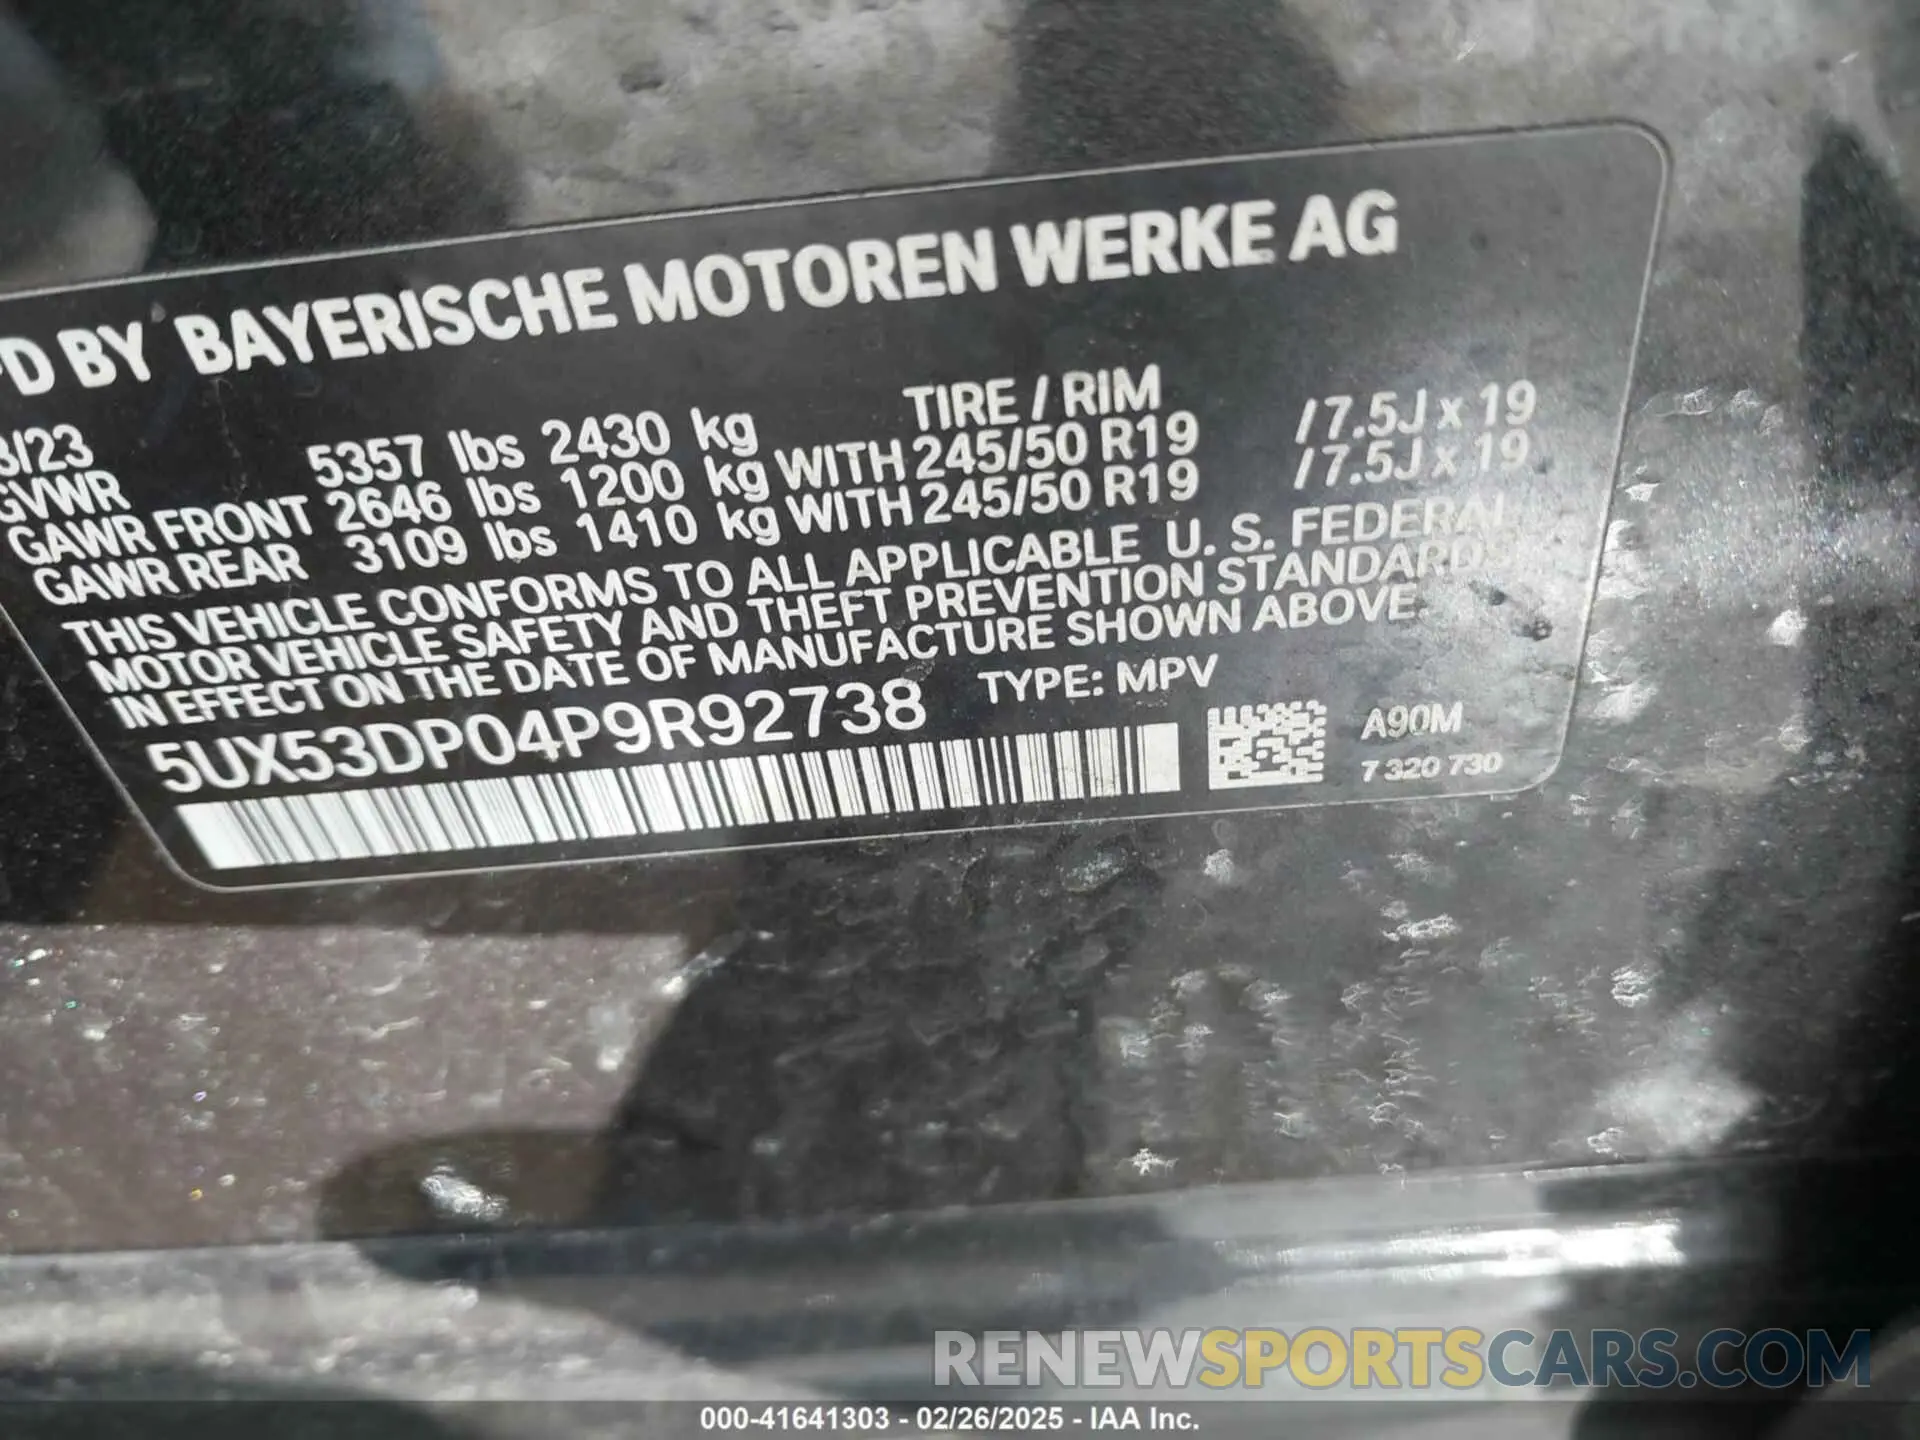 D BY BAYERISCHE MOTOREN WERKE AG
3/23 TIRE / RIM
GVWR 5357 lbs 2430 kg
GAWR FRONT 2646 lbs 1200 kg WITH 245/50 R19 /7.5J x 19
GAWR REAR 3109 lbs 1410 kg WITH 245/50 R19 /7.5J x 19
THIS VEHICLE CONFORMS TO ALL APPLICABLE U. S. FEDERAL
MOTOR VEHICLE SAFETY AND THEFT PREVENTION STANDARDS
IN EFFECT ON THE DATE OF MANUFACTURE SHOWN ABOVE.
5UX53DP04P9R92738 TYPE: MPV
A90M
7 320 730
RENEWSPORTSCARS.COM
000-41641303 - 02/26/2025 - IAA Inc.